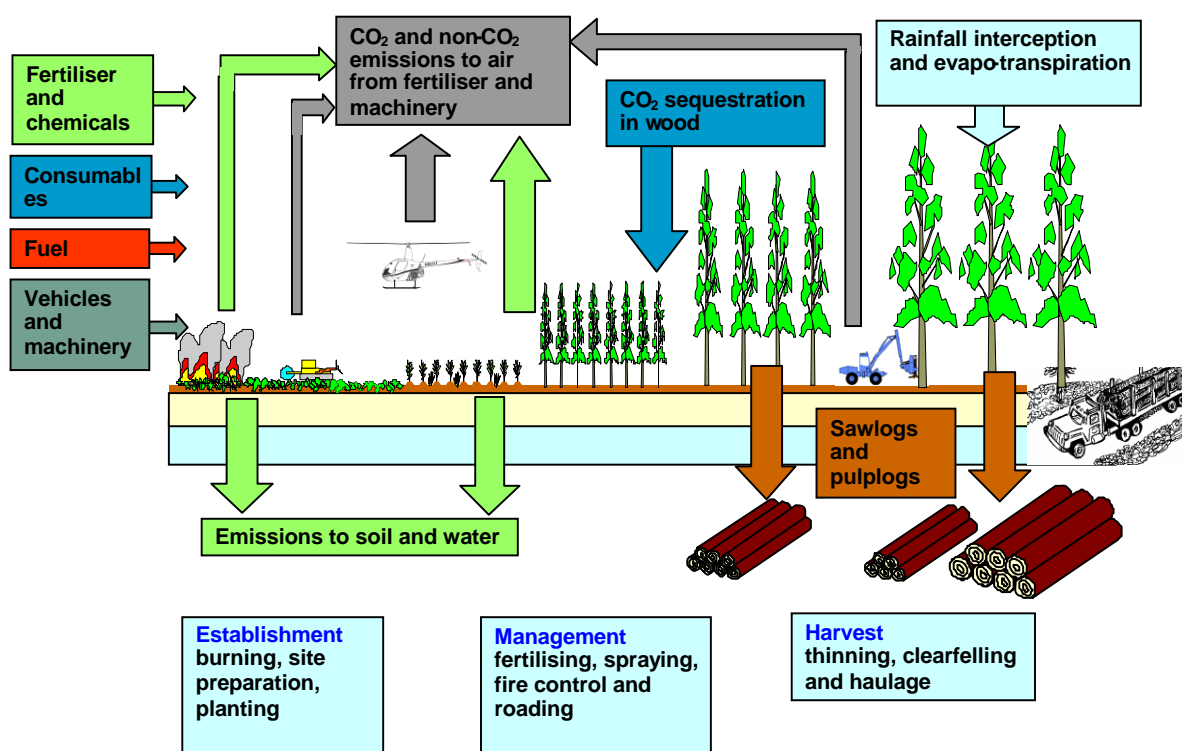 Fertiliser
and
chemicals
Consumabl
es
Fuel
Vehicles
and
machinery
CO₂ and non-CO₂
emissions to air
from fertiliser and
machinery
CO₂ sequestration
in wood
Rainfall interception
and evapo-transpiration
Sawlogs
and
pulplogs
Emissions to soil and water
Establishment
burning, site
preparation,
planting
Management
fertilising, spraying,
fire control and
roading
Harvest
thinning, clearfelling
and haulage